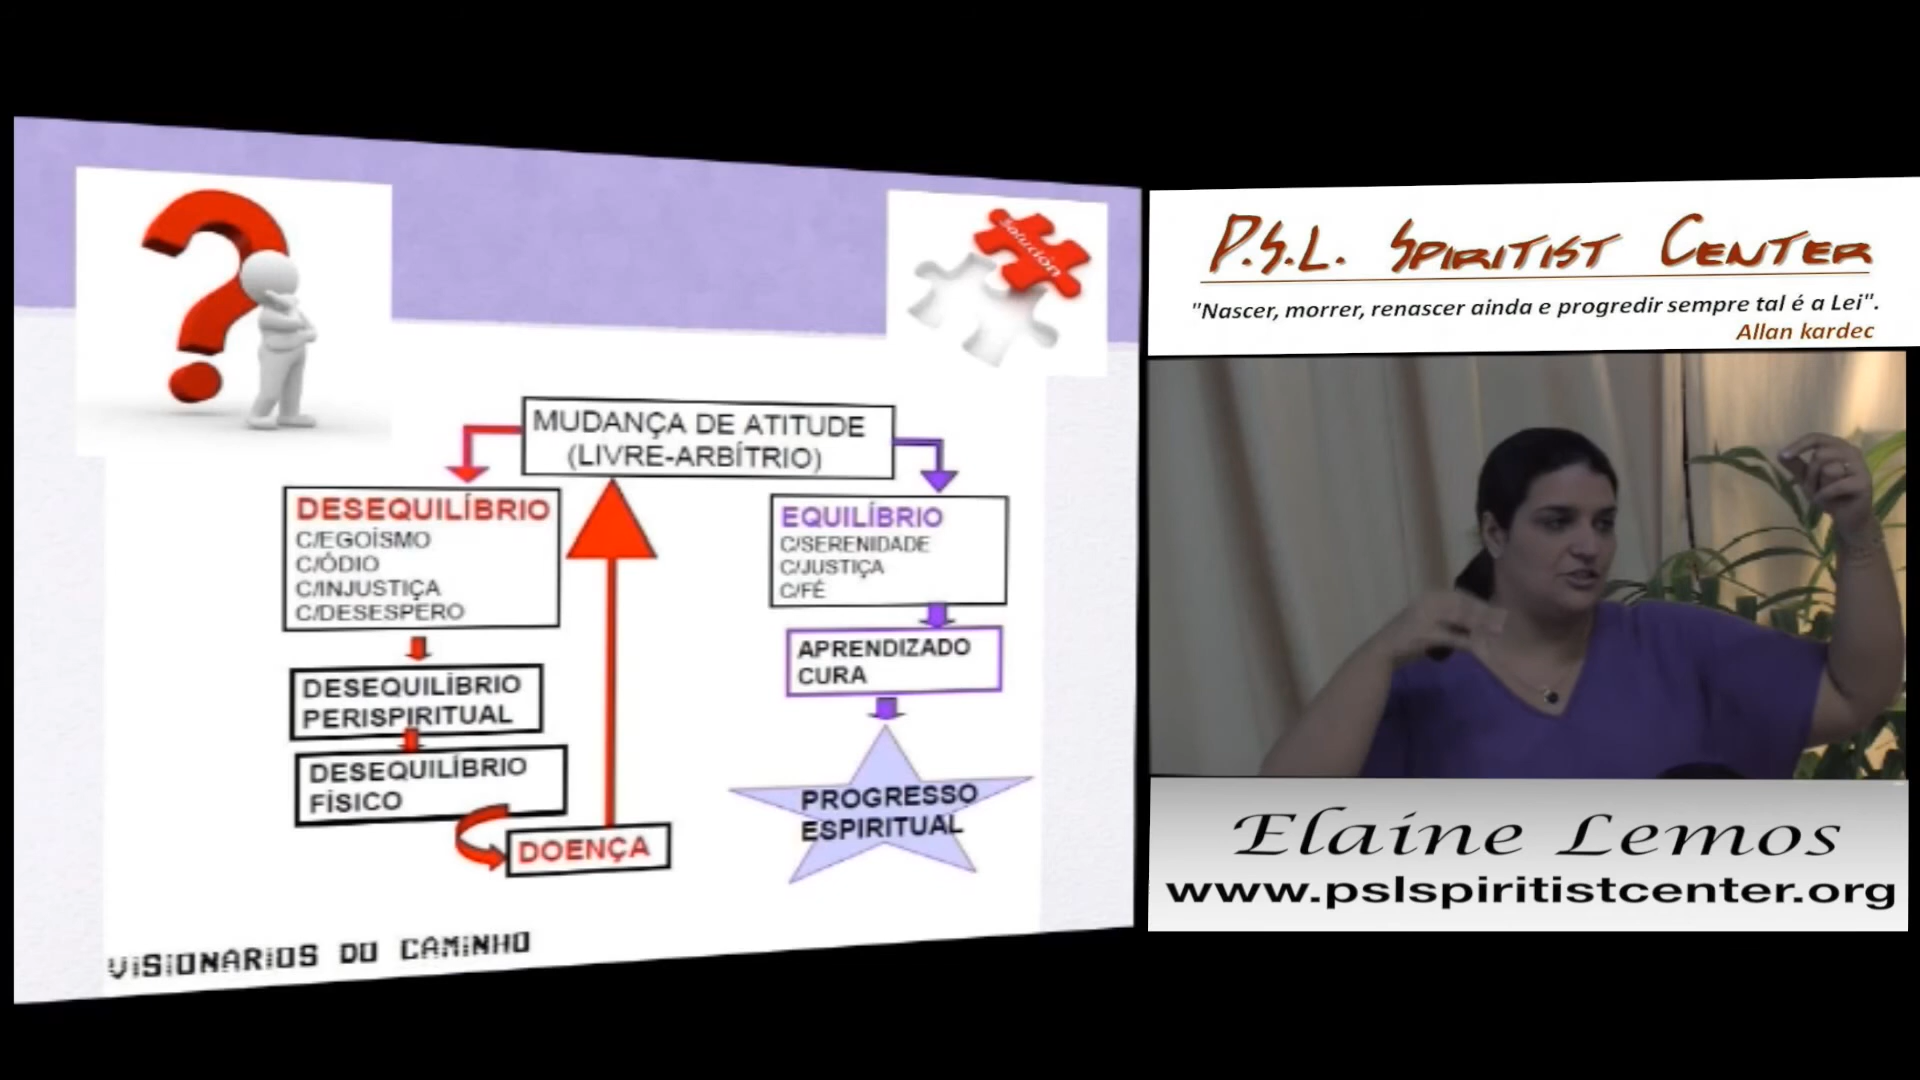 Solución
MUDANÇA DE ATITUDE
(LIVRE-ARBÍTRIO)
DESEQUILÍBRIO
C/EGOÍSMO
C/ÓDIO
C/INJUSTIÇA
C/DESESPERO
DESEQUILÍBRIO
PERISPIRITUAL
DESEQUILÍBRIO
FÍSICO
DOENÇA
EQUILÍBRIO
C/SERENIDADE
C/JUSTIÇA
C/FÉ
APRENDIZADO
CURA
PROGRESSO
ESPIRITUAL
VISIONARIOS DO CAMINHO
P.S.L. SPIRITIST CENTER
"Nascer, morrer, renascer ainda e progredir sempre tal é a Lei".
Allan kardec
Elaine Lemos
www.pslspiritistcenter.org